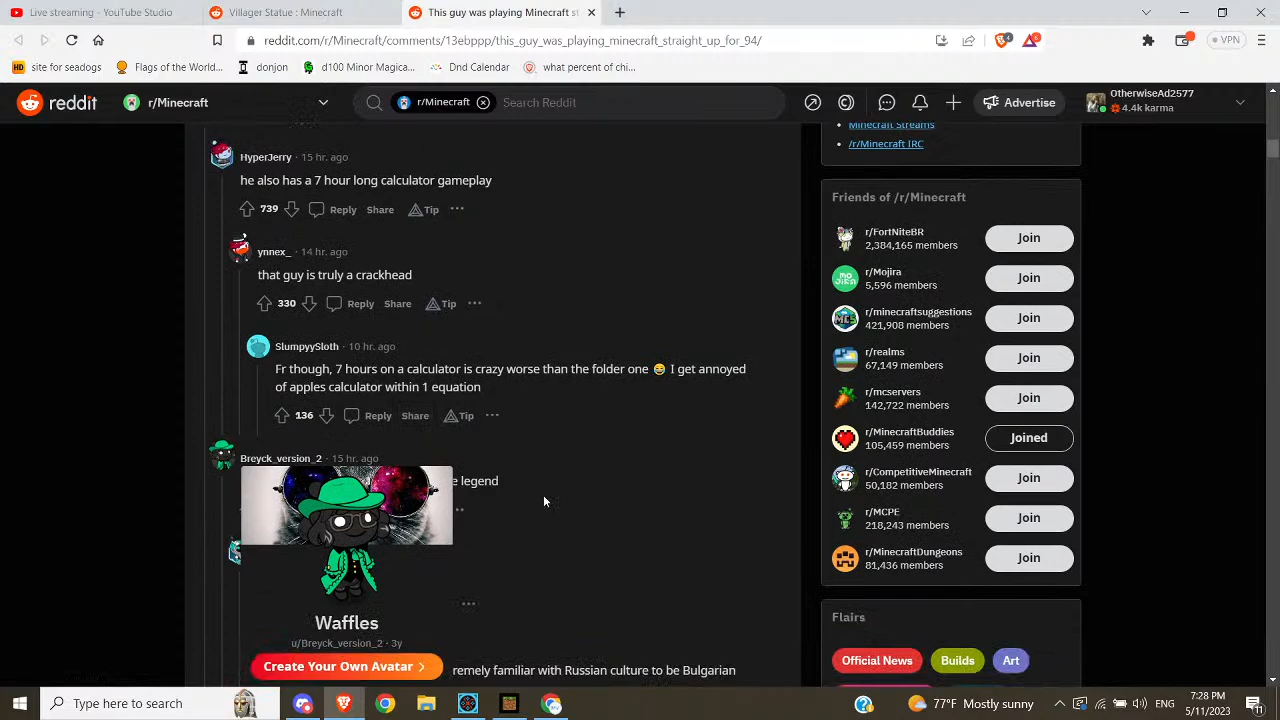 Live streaming - YouTube Studio
Villager Statue : Minecraft
This guy was playing Minecraft st
reddit.com/r/Minecraft/comments/13ebppp/this_guy_was_playing_minecraft_straight_up_for_94/
4
6
VPN
HD site for seadogs
Flags of the World...
donjon
d100 Minor Magica...
Dnd Calendar
what percent of chi...
reddit
r/Minecraft
r/Minecraft
Search Reddit
Advertise
OtherwiseAd2577
4.4k karma
HyperJerry · 15 hr. ago
he also has a 7 hour long calculator gameplay
739 Reply Share Tip
ynnex_ · 14 hr. ago
that guy is truly a crackhead
330 Reply Share Tip
SlumpyySloth · 10 hr. ago
Fr though, 7 hours on a calculator is crazy worse than the folder one 😂 I get annoyed
of apples calculator within 1 equation
136 Reply Share Tip
Breyck_version_2 · 15 hr. ago
e legend
Waffles
u/Breyck_version_2 · 3y
Create Your Own Avatar
remely familiar with Russian culture to be Bulgarian
Minecraft Streams
/r/Minecraft IRC
Friends of /r/Minecraft
r/FortNiteBR
2,384,165 members
Join
r/Mojira
5,596 members
Join
r/minecraftsuggestions
421,908 members
Join
r/realms
67,149 members
Join
r/mcservers
142,722 members
Join
r/MinecraftBuddies
105,459 members
Joined
r/CompetitiveMinecraft
50,182 members
Join
r/MCPE
218,243 members
Join
r/MinecraftDungeons
81,436 members
Join
Flairs
Official News
Builds
Art
Type here to search
77°F Mostly sunny
ENG
7:28 PM
5/11/2023